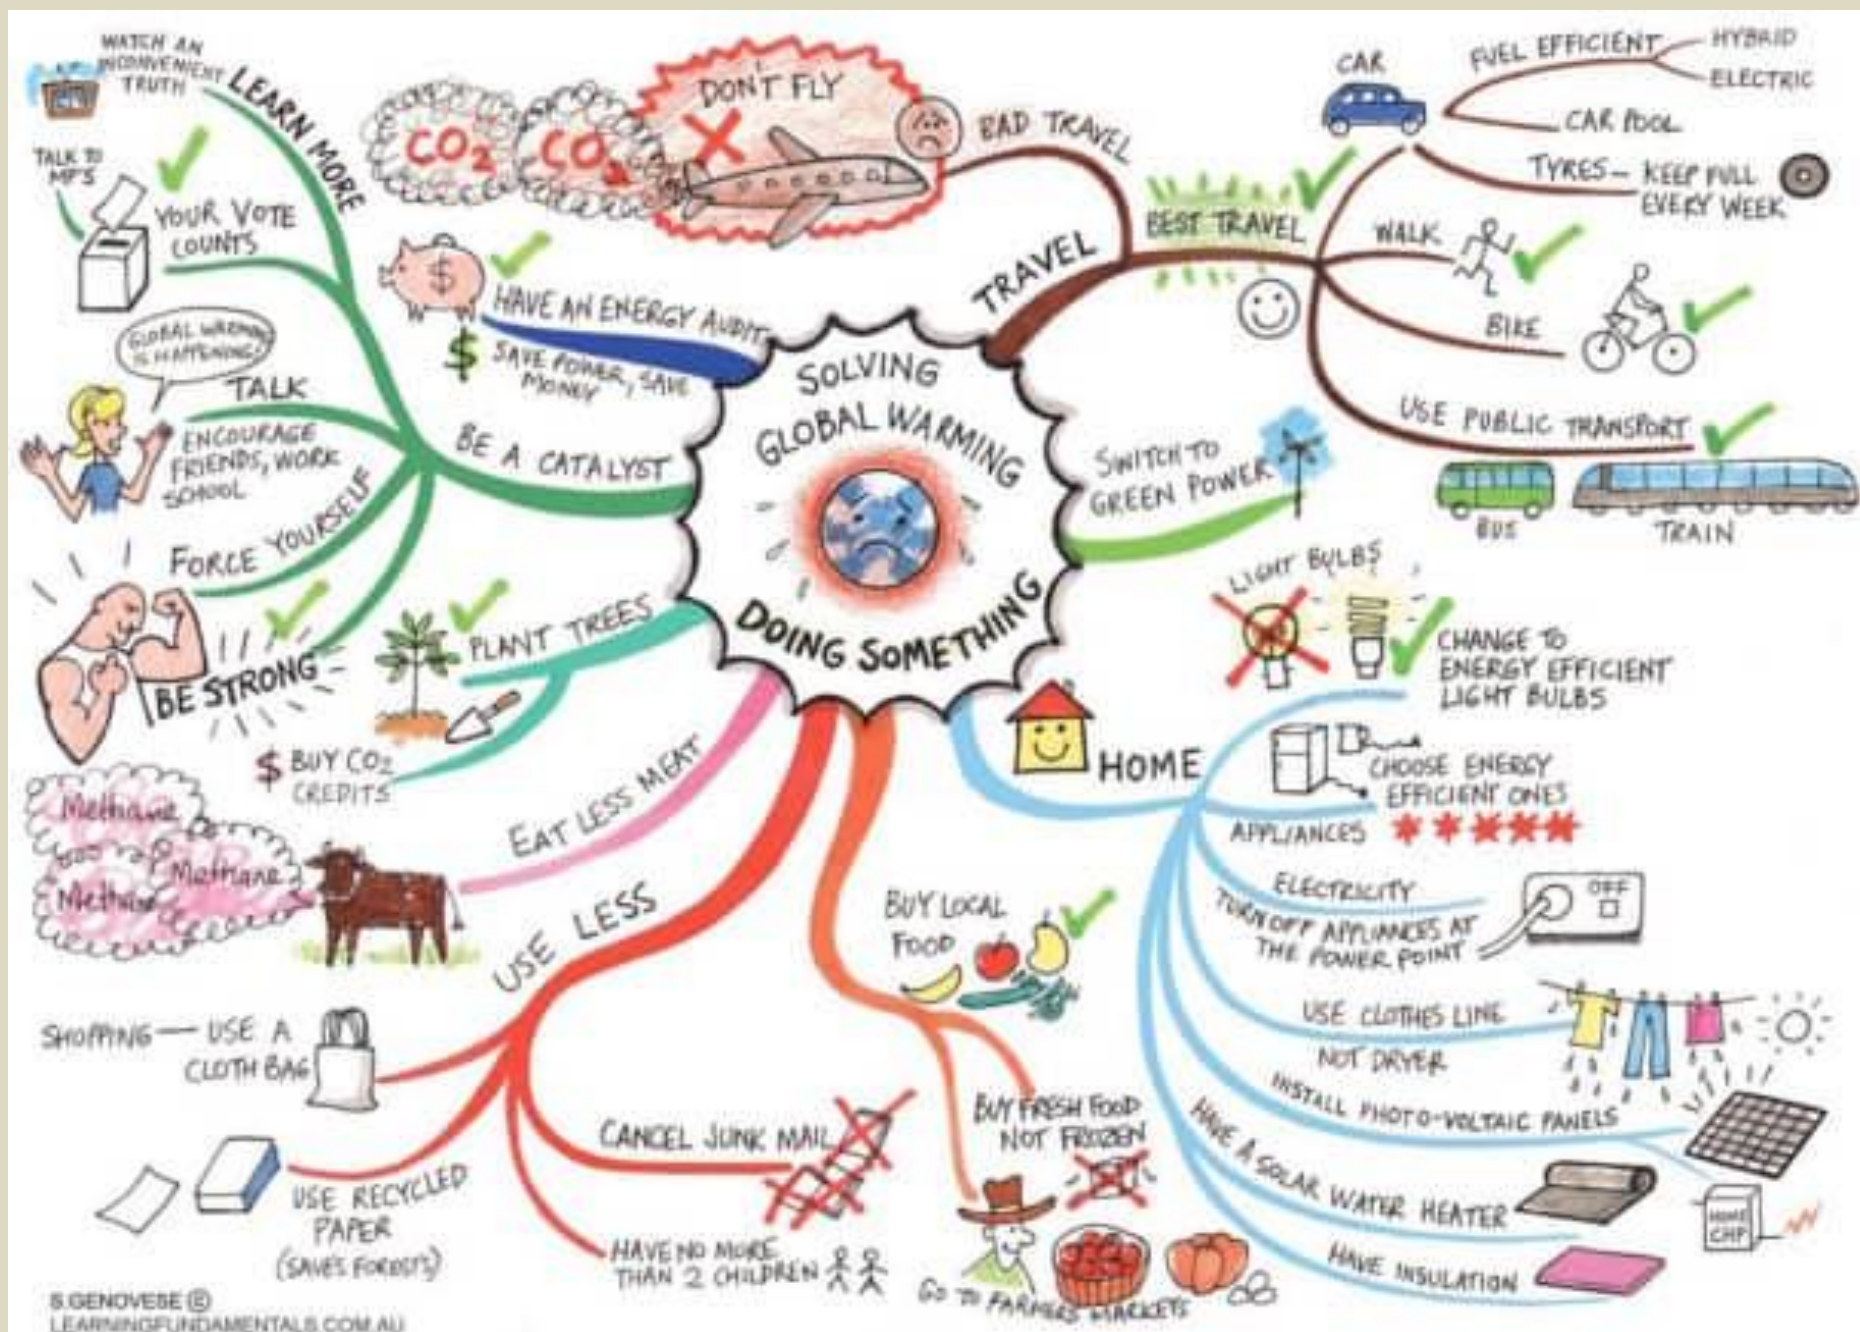 SOLVING
GLOBAL WARMING
DOING SOMETHING
TRAVEL
BAD TRAVEL
DON'T FLY
CO2
CO2
BEST TRAVEL
CAR
FUEL EFFICIENT
HYBRID
ELECTRIC
CAR POOL
TYRES – KEEP FULL
EVERY WEEK
WALK
BIKE
USE PUBLIC TRANSPORT
BUS
TRAIN
SWITCH TO
GREEN POWER
HOME
LIGHT BULBS
CHANGE TO
ENERGY EFFICIENT
LIGHT BULBS
CHOOSE ENERGY
EFFICIENT ONES
APPLIANCES
ELECTRICITY
TURN OFF APPLIANCES AT
THE POWER POINT
OFF
USE CLOTHES LINE
NOT DRYER
INSTALL PHOTO-VOLTAIC PANELS
HOME
CHP
HAVE A SOLAR WATER HEATER
HAVE INSULATION
BUY LOCAL
FOOD
BUY FRESH FOOD
NOT FROZEN
GO TO FARMERS MARKETS
USE LESS
SHOPPING — USE A
CLOTH BAG
USE RECYCLED
PAPER
(SAVE'S FORESTS)
CANCEL JUNK MAIL
HAVE NO MORE
THAN 2 CHILDREN
EAT LESS MEAT
Methane
Methane
Methane
PLANT TREES
$ BUY CO2
CREDITS
BE A CATALYST
LEARN MORE
WATCH AN
INCONVENIENT
TRUTH
TALK TO
MP'S
YOUR VOTE
COUNTS
GLOBAL WARMING
IS HAPPENING!
TALK
ENCOURAGE
FRIENDS, WORK
SCHOOL
FORCE YOURSELF
BE STRONG
HAVE AN ENERGY AUDIT
$
$ SAVE POWER, SAVE
MONEY
S.GENOVESE ©
LEARNINGFUNDAMENTALS.COM.AU